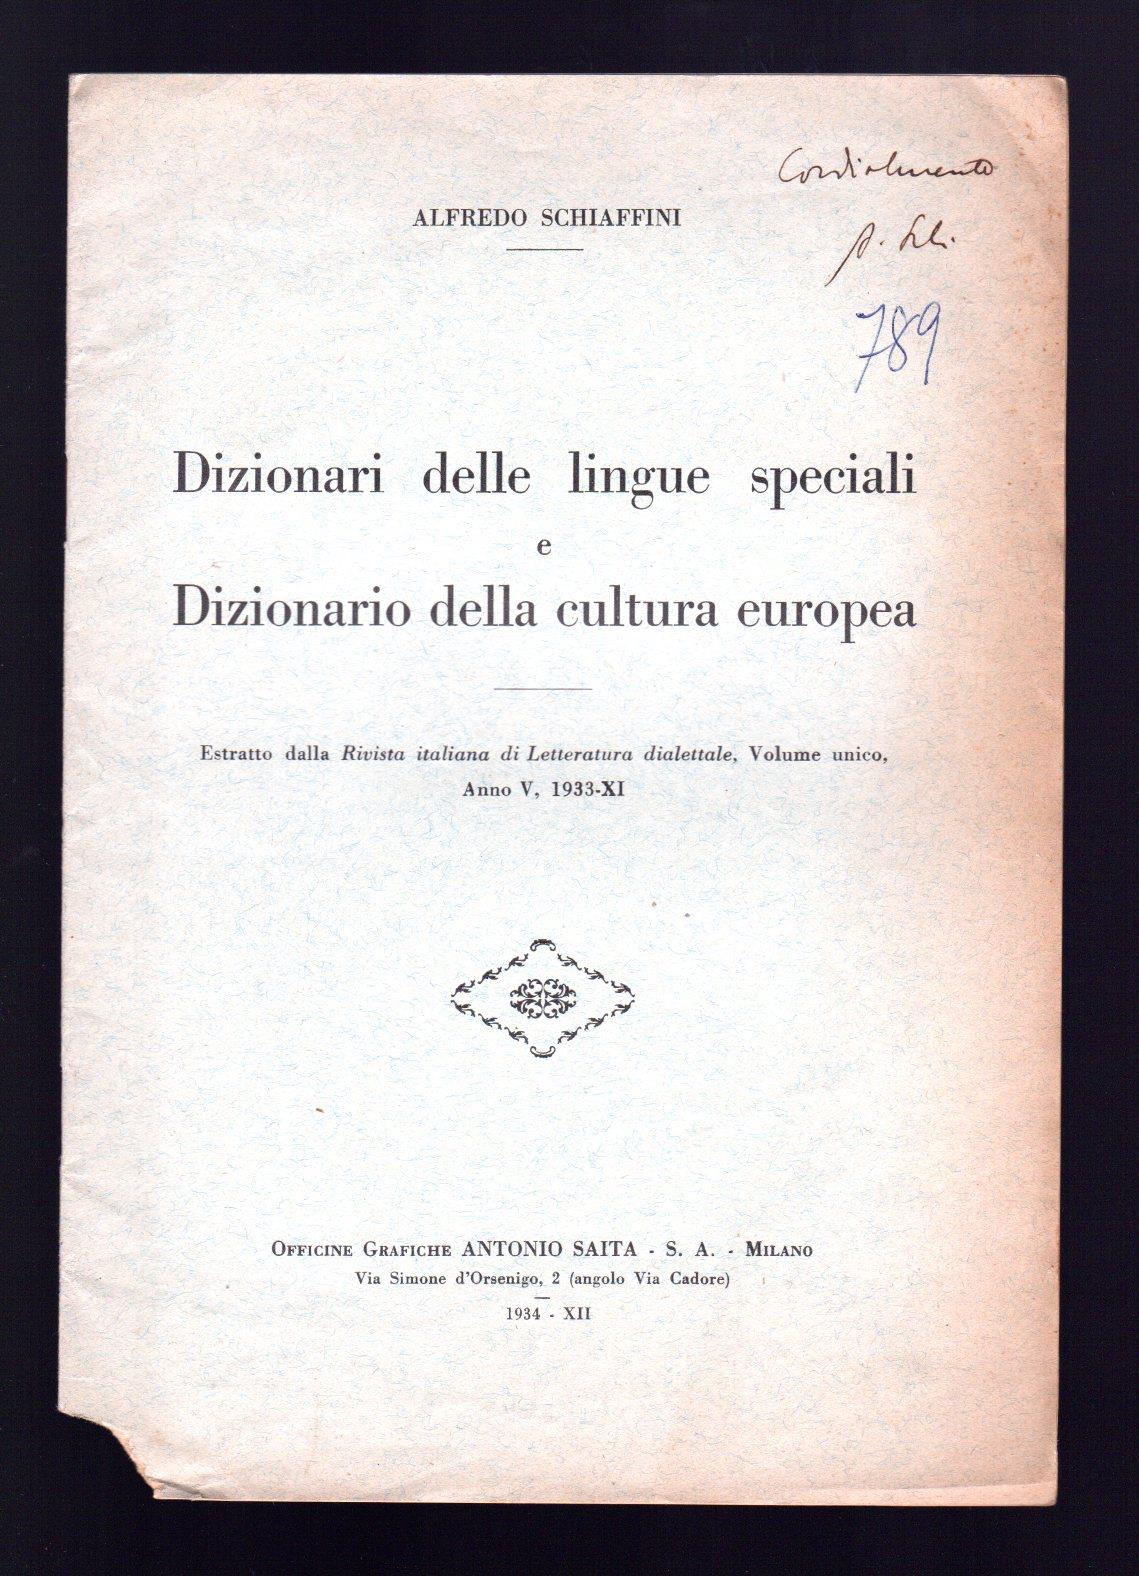 Cordialmente
ALFREDO SCHIAFFINI
789
Dizionari delle lingue speciali
e
Dizionario della cultura europea
Estratto dalla Rivista italiana di Letteratura dialettale, Volume unico,
Anno V, 1933-XI
OFFICINE GRAFICHE ANTONIO SAITA - S. A. - MILANO
Via Simone d'Orsenigo, 2 (angolo Via Cadore)
1934 - XII